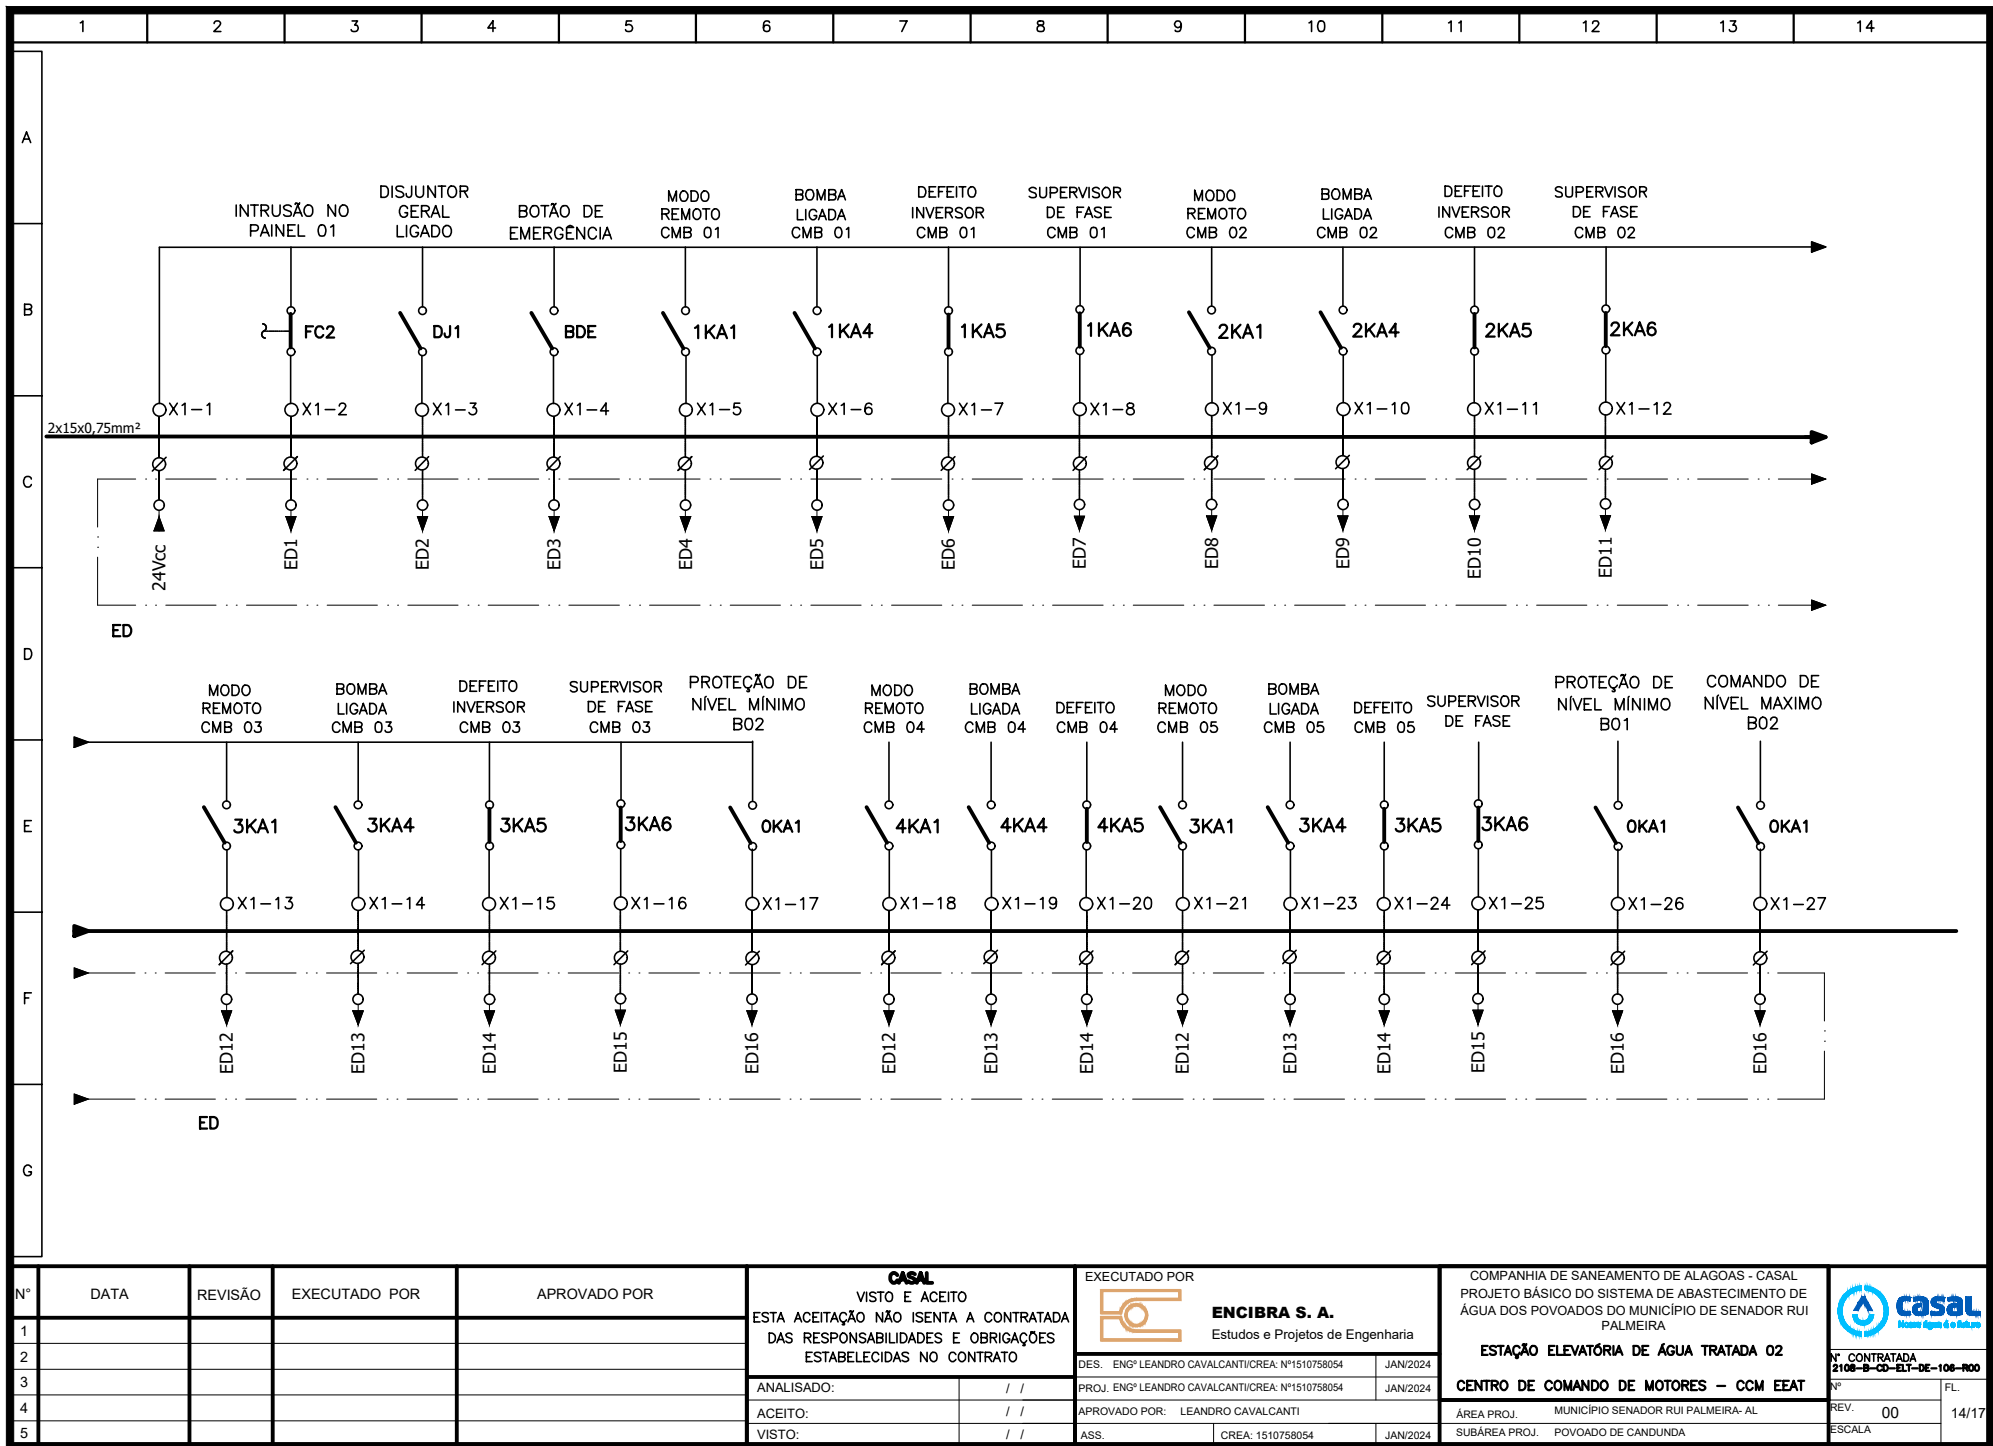 1 2 3 4 5 6 7 8 9 10 11 12 13 14
A
B
C
D
E
F
G
INTRUSÃO NO
PAINEL 01
DISJUNTOR
GERAL
LIGADO
BOTÃO DE
EMERGÊNCIA
MODO
REMOTO
CMB 01
BOMBA
LIGADA
CMB 01
DEFEITO
INVERSOR
CMB 01
SUPERVISOR
DE FASE
CMB 01
MODO
REMOTO
CMB 02
BOMBA
LIGADA
CMB 02
DEFEITO
INVERSOR
CMB 02
SUPERVISOR
DE FASE
CMB 02
FC2 DJ1 BDE 1KA1 1KA4 1KA5 1KA6 2KA1 2KA4 2KA5 2KA6
X1-1 X1-2 X1-3 X1-4 X1-5 X1-6 X1-7 X1-8 X1-9 X1-10 X1-11 X1-12
2x15x0,75mm²
24Vcc ED1 ED2 ED3 ED4 ED5 ED6 ED7 ED8 ED9 ED10 ED11
ED
MODO
REMOTO
CMB 03
BOMBA
LIGADA
CMB 03
DEFEITO
INVERSOR
CMB 03
SUPERVISOR
DE FASE
CMB 03
PROTEÇÃO DE
NÍVEL MÍNIMO
B02
MODO
REMOTO
CMB 04
BOMBA
LIGADA
CMB 04
DEFEITO
CMB 04
MODO
REMOTO
CMB 05
BOMBA
LIGADA
CMB 05
DEFEITO
CMB 05
SUPERVISOR
DE FASE
PROTEÇÃO DE
NÍVEL MÍNIMO
B01
COMANDO DE
NÍVEL MAXIMO
B02
3KA1 3KA4 3KA5 3KA6 0KA1 4KA1 4KA4 4KA5 3KA1 3KA4 3KA5 3KA6 0KA1 0KA1
X1-13 X1-14 X1-15 X1-16 X1-17 X1-18 X1-19 X1-20 X1-21 X1-23 X1-24 X1-25 X1-26 X1-27
ED12 ED13 ED14 ED15 ED16 ED12 ED13 ED14 ED12 ED13 ED14 ED15 ED16 ED16
ED
N° DATA REVISÃO EXECUTADO POR APROVADO POR
1
2
3
4
5
CASAL
VISTO E ACEITO
ESTA ACEITAÇÃO NÃO ISENTA A CONTRATADA
DAS RESPONSABILIDADES E OBRIGAÇÕES
ESTABELECIDAS NO CONTRATO
ANALISADO: / /
ACEITO: / /
VISTO: / /
EXECUTADO POR
ENCIBRA S. A.
Estudos e Projetos de Engenharia
DES. ENGº LEANDRO CAVALCANTI/CREA: Nº1510758054 JAN/2024
PROJ. ENGº LEANDRO CAVALCANTI/CREA: Nº1510758054 JAN/2024
APROVADO POR: LEANDRO CAVALCANTI
ASS. CREA: 1510758054 JAN/2024
COMPANHIA DE SANEAMENTO DE ALAGOAS - CASAL
PROJETO BÁSICO DO SISTEMA DE ABASTECIMENTO DE
ÁGUA DOS POVOADOS DO MUNICÍPIO DE SENADOR RUI
PALMEIRA
ESTAÇÃO ELEVATÓRIA DE ÁGUA TRATADA 02
CENTRO DE COMANDO DE MOTORES – CCM EEAT
ÁREA PROJ. MUNICÍPIO SENADOR RUI PALMEIRA- AL
SUBÁREA PROJ. POVOADO DE CANDUNDA
casal
Nossa água é o futuro
N° CONTRATADA
2108-B-CD-ELT-DE-106-R00
Nº
REV. 00
ESCALA
FL.
14/17